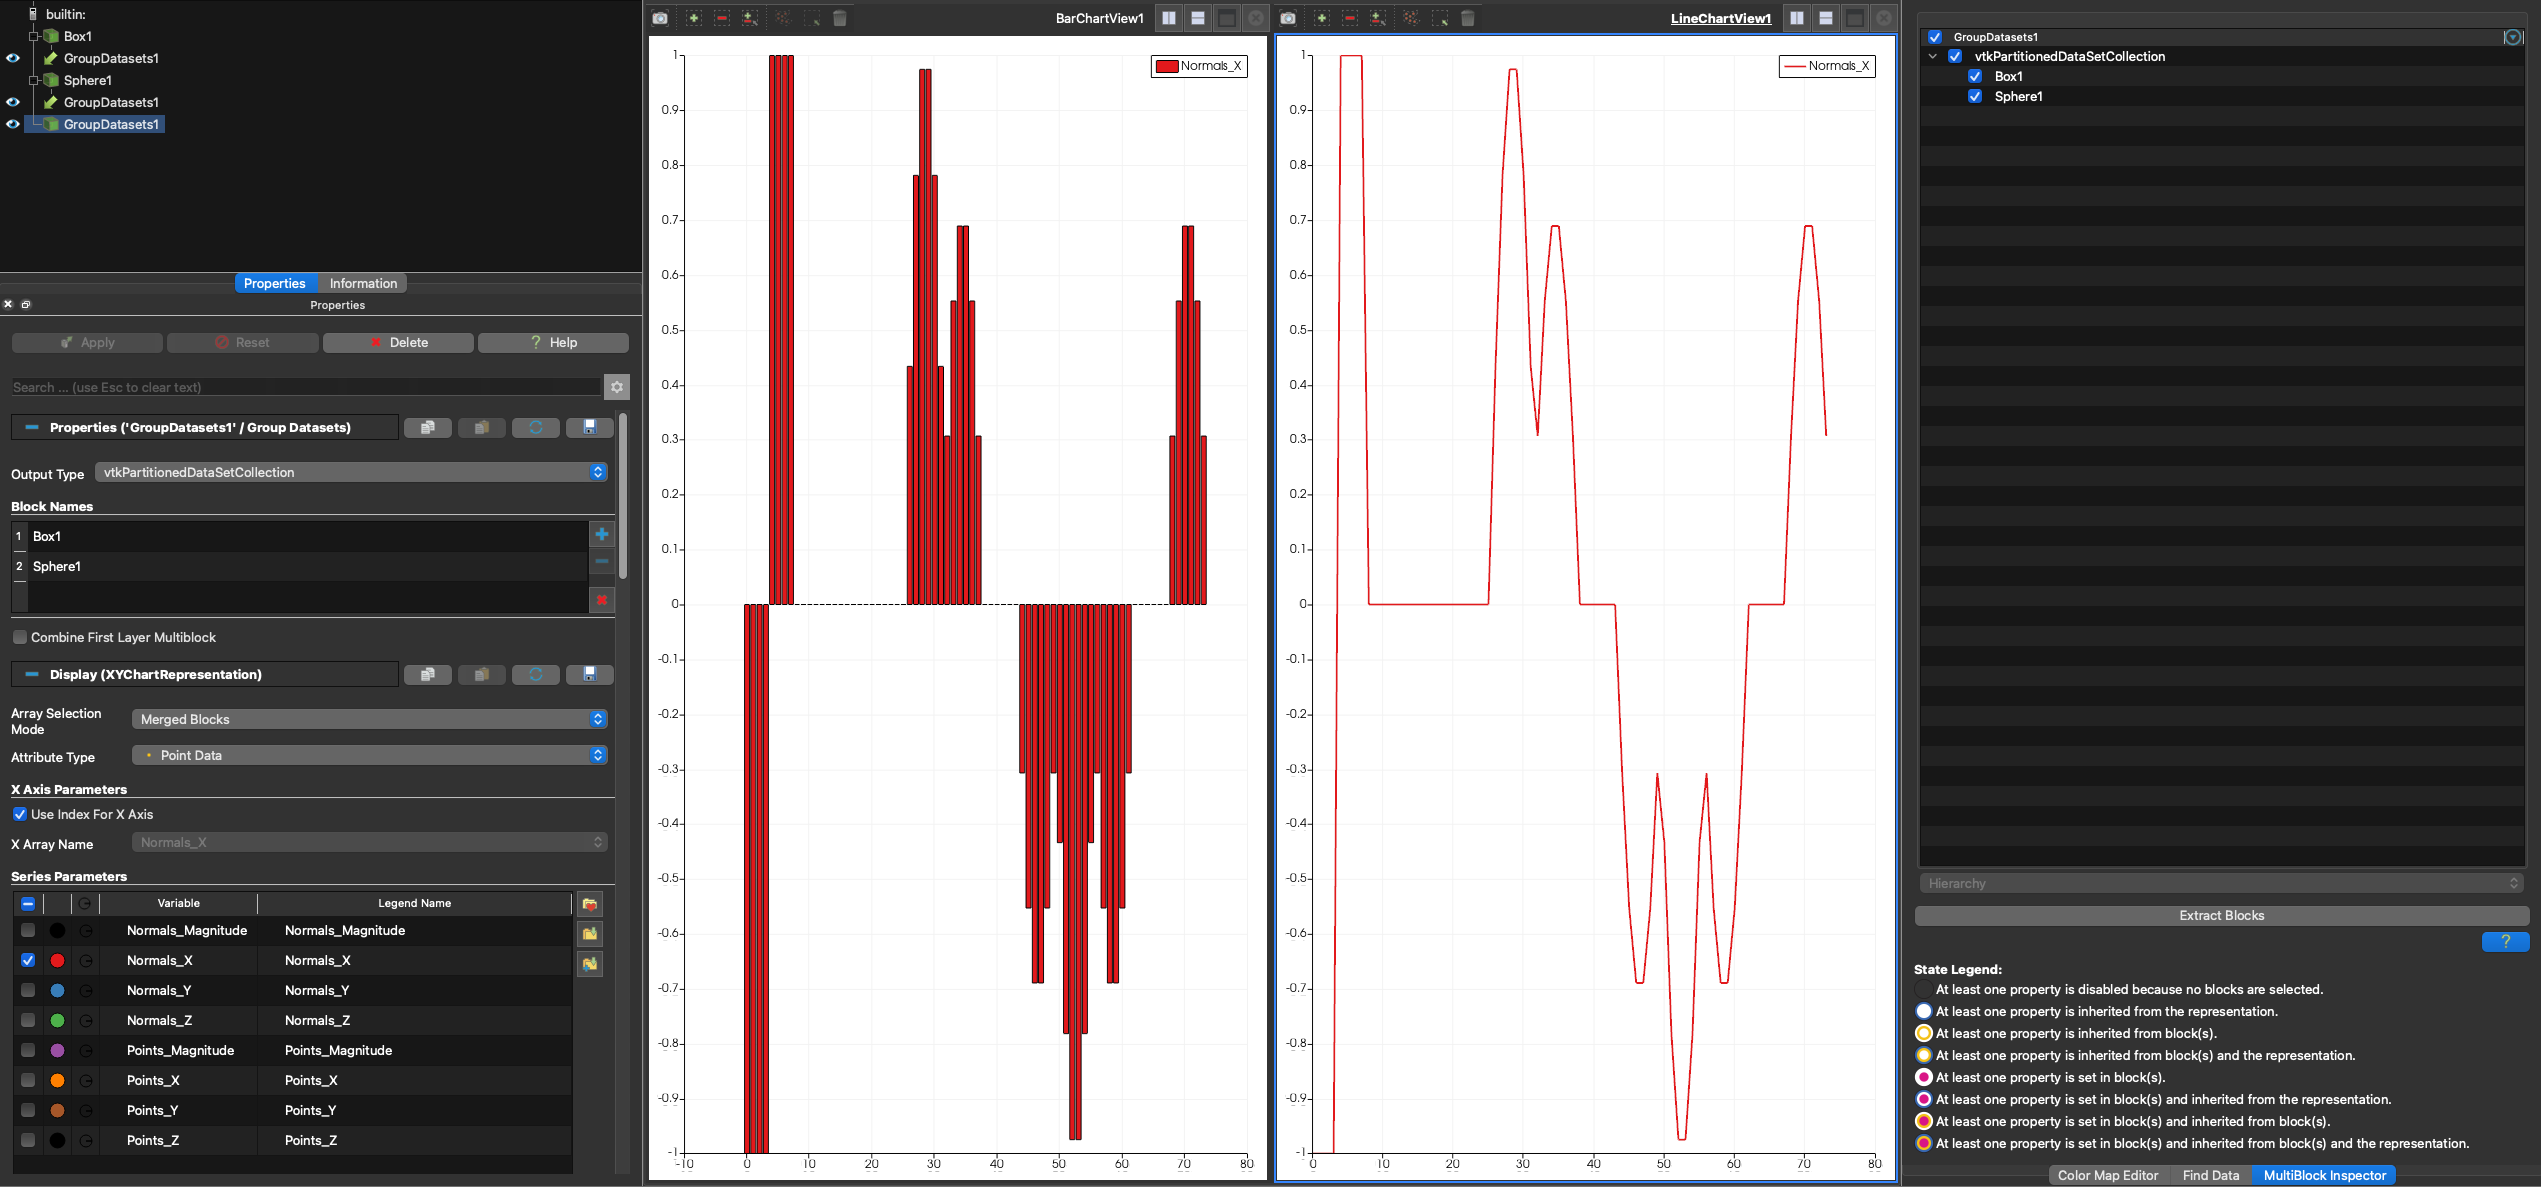 builtin:
Box1
GroupDatasets1
Sphere1
GroupDatasets1
GroupDatasets1
Properties
Information
Properties
Apply
Reset
Delete
? Help
Search ... (use Esc to clear text)
Properties ('GroupDatasets1' / Group Datasets)
Output Type
vtkPartitionedDataSetCollection
Block Names
1 Box1
2 Sphere1
Combine First Layer Multiblock
Display (XYChartRepresentation)
Array Selection
Mode
Merged Blocks
Attribute Type
Point Data
X Axis Parameters
Use Index For X Axis
X Array Name
Normals_X
Series Parameters
Variable Legend Name
Normals_Magnitude Normals_Magnitude
Normals_X Normals_X
Normals_Y Normals_Y
Normals_Z Normals_Z
Points_Magnitude Points_Magnitude
Points_X Points_X
Points_Y Points_Y
Points_Z Points_Z
BarChartView1
Normals_X
1
0.9
0.8
0.7
0.6
0.5
0.4
0.3
0.2
0.1
0
-0.1
-0.2
-0.3
-0.4
-0.5
-0.6
-0.7
-0.8
-0.9
-1
-10 0 10 20 30 40 50 60 70 80
LineChartView1
Normals_X
1
0.9
0.8
0.7
0.6
0.5
0.4
0.3
0.2
0.1
0
-0.1
-0.2
-0.3
-0.4
-0.5
-0.6
-0.7
-0.8
-0.9
-1
0 10 20 30 40 50 60 70 80
GroupDatasets1
vtkPartitionedDataSetCollection
Box1
Sphere1
Hierarchy
Extract Blocks
?
State Legend:
At least one property is disabled because no blocks are selected.
At least one property is inherited from the representation.
At least one property is inherited from block(s).
At least one property is inherited from block(s) and the representation.
At least one property is set in block(s).
At least one property is set in block(s) and inherited from the representation.
At least one property is set in block(s) and inherited from block(s).
At least one property is set in block(s) and inherited from block(s) and the representation.
Color Map Editor
Find Data
MultiBlock Inspector